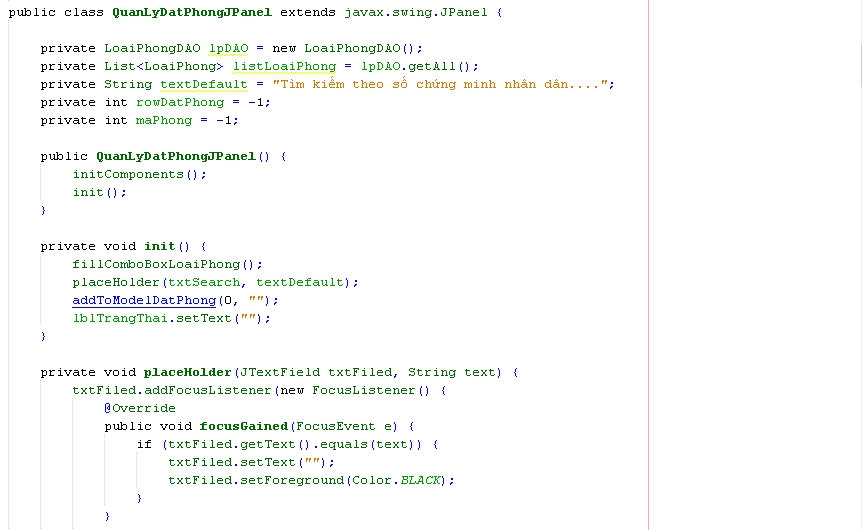 public class QuanLyDatPhongJPanel extends javax.swing.JPanel {
private LoaiPhongDAO lpDAO = new LoaiPhongDAO();
private List<LoaiPhong> listLoaiPhong = lpDAO.getAll();
private String textDefault = "Tìm kiếm theo số chứng minh nhân dân....";
private int rowDatPhong = -1;
private int maPhong = -1;
public QuanLyDatPhongJPanel() {
initComponents();
init();
}
private void init() {
fillComboBoxLoaiPhong();
placeHolder(txtSearch, textDefault);
addToModelDatPhong(0, "");
lblTrangThai.setText("");
}
private void placeHolder(JTextField txtFiled, String text) {
txtFiled.addFocusListener(new FocusListener() {
@Override
public void focusGained(FocusEvent e) {
if (txtFiled.getText().equals(text)) {
txtFiled.setText("");
txtFiled.setForeground(Color.BLACK);
}
}